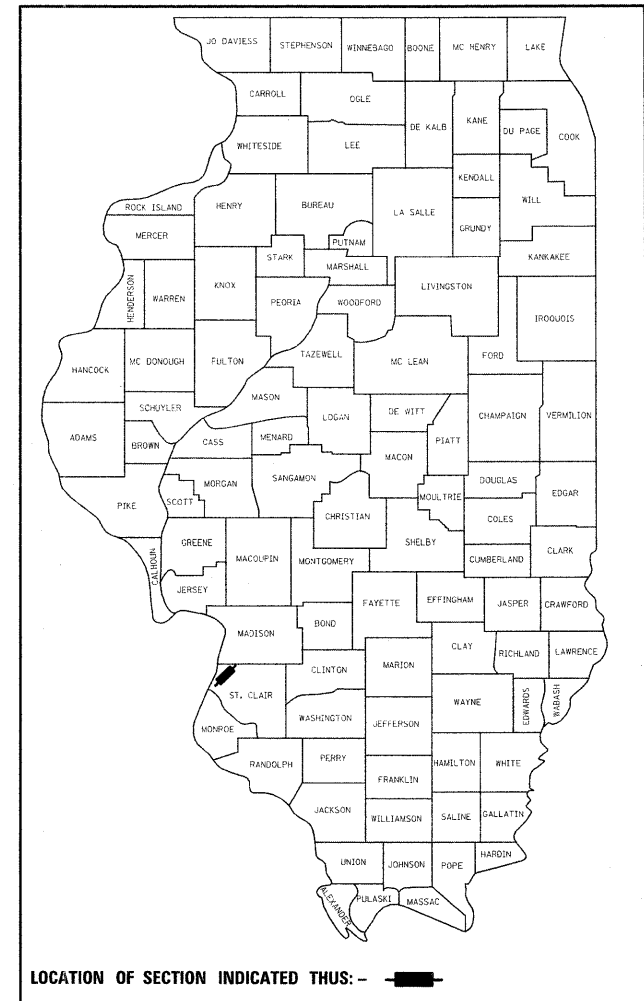 JO DAVIESS STEPHENSON WINNEBAGO BOONE MC HENRY LAKE
CARROLL OGLE DE KALB KANE DU PAGE COOK
WHITESIDE LEE
KENDALL
ROCK ISLAND HENRY BUREAU LA SALLE WILL
MERCER PUTNAM GRUNDY
STARK MARSHALL KANKAKEE
HENDERSON WARREN KNOX PEORIA WOODFORD LIVINGSTON IROQUOIS
HANCOCK MC DONOUGH FULTON TAZEWELL MC LEAN FORD
SCHUYLER MASON
ADAMS BROWN CASS MENARD LOGAN DE WITT PIATT CHAMPAIGN VERMILION
MACON
PIKE SCOTT MORGAN SANGAMON MOULTRIE DOUGLAS EDGAR
CHRISTIAN COLES
CALHOUN GREENE MACOUPIN MONTGOMERY SHELBY CUMBERLAND CLARK
JERSEY FAYETTE EFFINGHAM JASPER CRAWFORD
MADISON BOND
CLAY RICHLAND LAWRENCE
ST. CLAIR CLINTON MARION WAYNE EDWARDS WABASH
MONROE WASHINGTON JEFFERSON
RANDOLPH PERRY HAMILTON WHITE
FRANKLIN
JACKSON WILLIAMSON SALINE GALLATIN
UNION JOHNSON POPE HARDIN
ALEXANDER PULASKI MASSAC
LOCATION OF SECTION INDICATED THUS: -